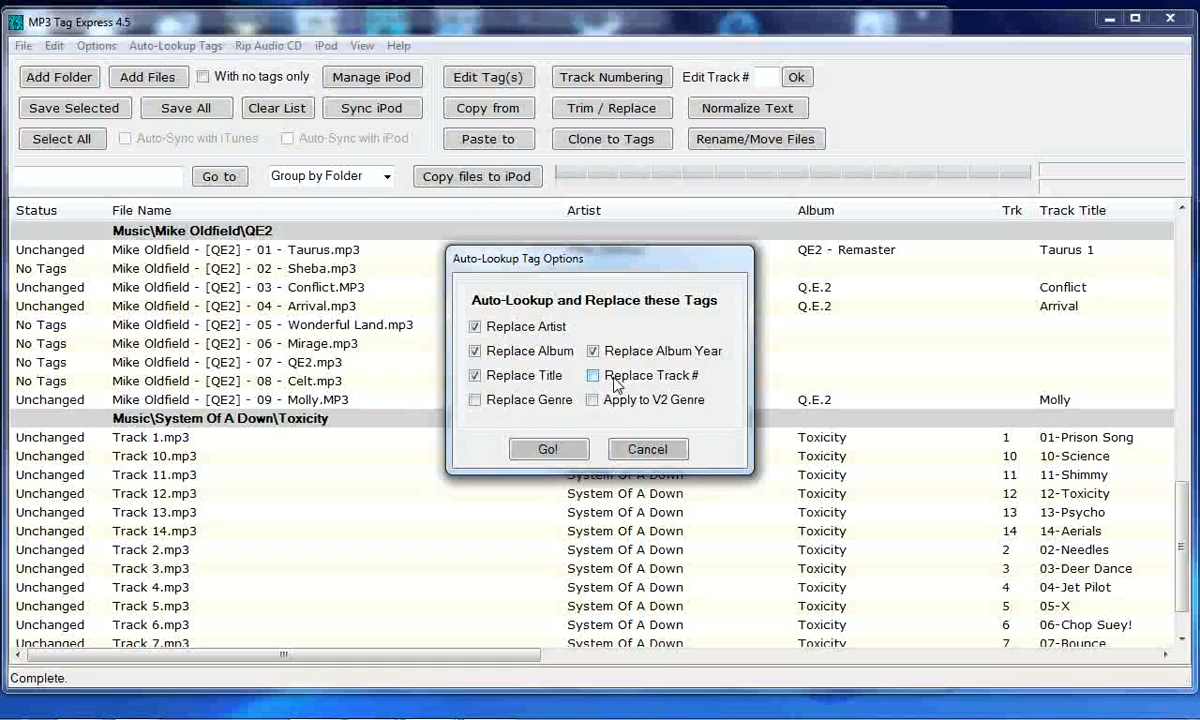 MP3 Tag Express 4.5
File Edit Options Auto-Lookup Tags Rip Audio CD iPod View Help
Add Folder Add Files With no tags only Manage iPod Edit Tag(s) Track Numbering Edit Track # Ok
Save Selected Save All Clear List Sync iPod Copy from Trim / Replace Normalize Text
Select All Auto-Sync with iTunes Auto-Sync with iPod Paste to Clone to Tags Rename/Move Files
Go to Group by Folder Copy files to iPod
Status File Name Artist Album Trk Track Title
Music\Mike Oldfield\QE2
Unchanged Mike Oldfield - [QE2] - 01 - Taurus.mp3 QE2 - Remaster Taurus 1
No Tags Mike Oldfield - [QE2] - 02 - Sheba.mp3
Unchanged Mike Oldfield - [QE2] - 03 - Conflict.MP3 Q.E.2 Conflict
Unchanged Mike Oldfield - [QE2] - 04 - Arrival.mp3 Q.E.2 Arrival
No Tags Mike Oldfield - [QE2] - 05 - Wonderful Land.mp3
No Tags Mike Oldfield - [QE2] - 06 - Mirage.mp3
No Tags Mike Oldfield - [QE2] - 07 - QE2.mp3
No Tags Mike Oldfield - [QE2] - 08 - Celt.mp3
Unchanged Mike Oldfield - [QE2] - 09 - Molly.MP3 Q.E.2 Molly
Music\System Of A Down\Toxicity
Unchanged Track 1.mp3 Toxicity 1 01-Prison Song
Unchanged Track 10.mp3 Toxicity 10 10-Science
Unchanged Track 11.mp3 System Of A Down Toxicity 11 11-Shimmy
Unchanged Track 12.mp3 System Of A Down Toxicity 12 12-Toxicity
Unchanged Track 13.mp3 System Of A Down Toxicity 13 13-Psycho
Unchanged Track 14.mp3 System Of A Down Toxicity 14 14-Aerials
Unchanged Track 2.mp3 System Of A Down Toxicity 2 02-Needles
Unchanged Track 3.mp3 System Of A Down Toxicity 3 03-Deer Dance
Unchanged Track 4.mp3 System Of A Down Toxicity 4 04-Jet Pilot
Unchanged Track 5.mp3 System Of A Down Toxicity 5 05-X
Unchanged Track 6.mp3 System Of A Down Toxicity 6 06-Chop Suey!
Unchanged Track 7.mp3 System Of A Down Toxicity 7 07-Bounce
Complete.
Auto-Lookup Tag Options
Auto-Lookup and Replace these Tags
Replace Artist
Replace Album Replace Album Year
Replace Title Replace Track #
Replace Genre Apply to V2 Genre
Go! Cancel